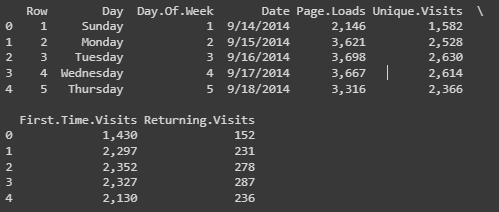 Row Day Day.Of.Week Date Page.Loads Unique.Visits \
0 1 Sunday 1 9/14/2014 2,146 1,582
1 2 Monday 2 9/15/2014 3,621 2,528
2 3 Tuesday 3 9/16/2014 3,698 2,630
3 4 Wednesday 4 9/17/2014 3,667 2,614
4 5 Thursday 5 9/18/2014 3,316 2,366
First.Time.Visits Returning.Visits
0 1,430 152
1 2,297 231
2 2,352 278
3 2,327 287
4 2,130 236